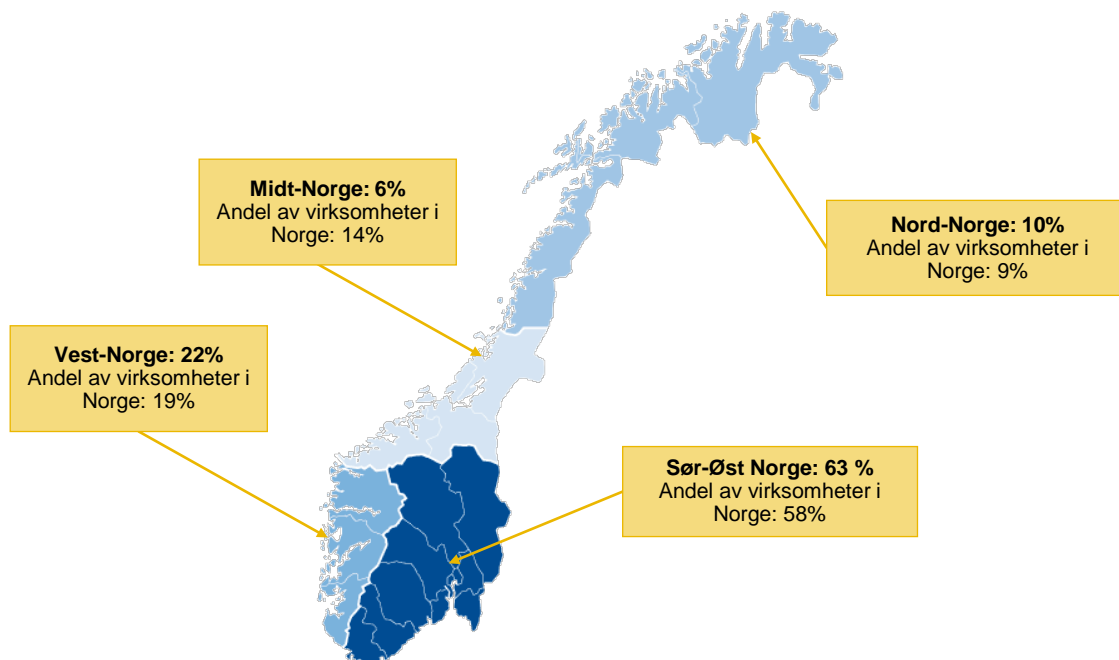 Midt-Norge: 6%
Andel av virksomheter i
Norge: 14%
Nord-Norge: 10%
Andel av virksomheter i
Norge: 9%
Vest-Norge: 22%
Andel av virksomheter i
Norge: 19%
Sør-Øst Norge: 63 %
Andel av virksomheter i
Norge: 58%